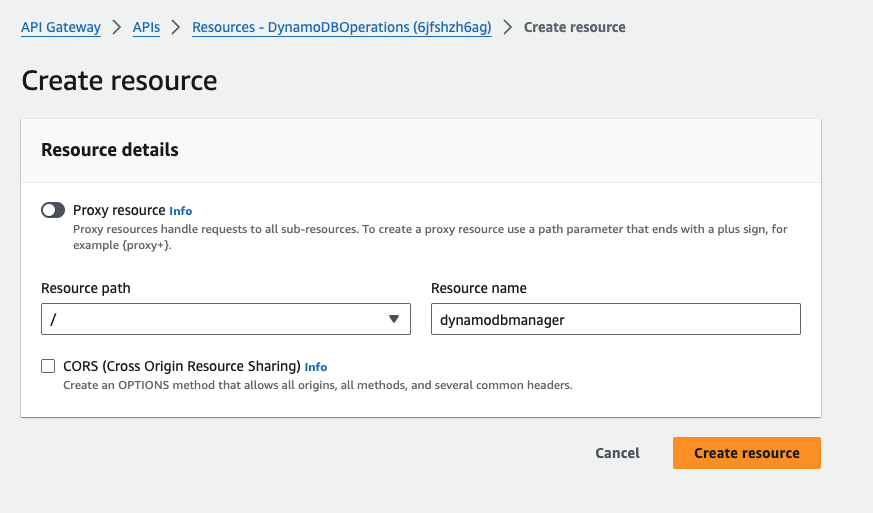 API Gateway > APIs > Resources - DynamoDBOperations (6jfshzh6ag) > Create resource
Create resource
Resource details
Proxy resource Info
Proxy resources handle requests to all sub-resources. To create a proxy resource use a path parameter that ends with a plus sign, for
example {proxy+}.
Resource path
Resource name
/
dynamodbmanager
CORS (Cross Origin Resource Sharing) Info
Create an OPTIONS method that allows all origins, all methods, and several common headers.
Cancel
Create resource